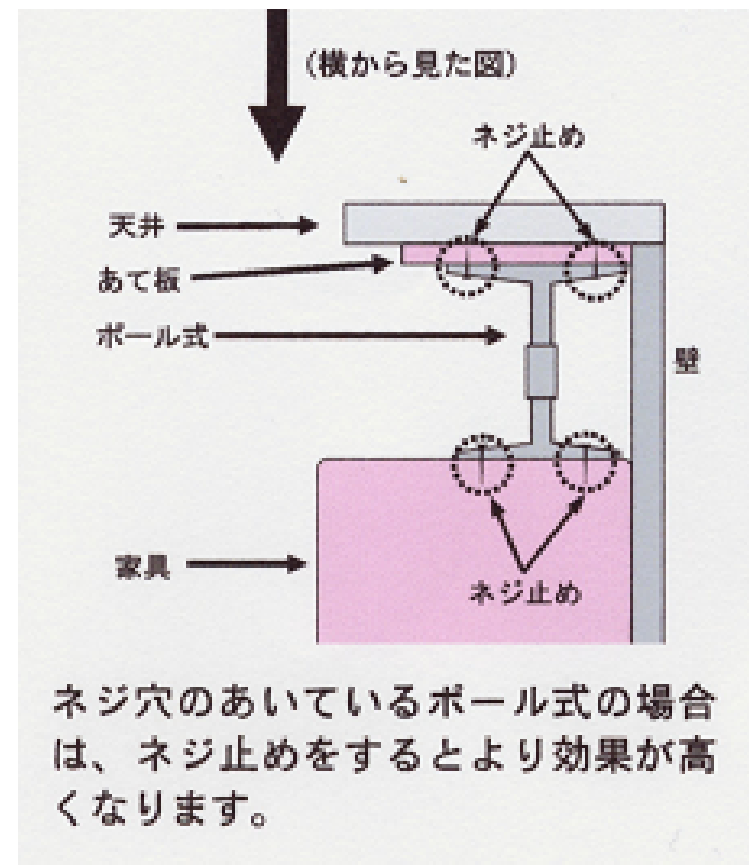 (横から見た図)
ネジ止め
天井
あて板
ポール式
壁
家具
ネジ止め
ネジ穴のあいているポール式の場合
は、ネジ止めをするとより効果が高
くなります。